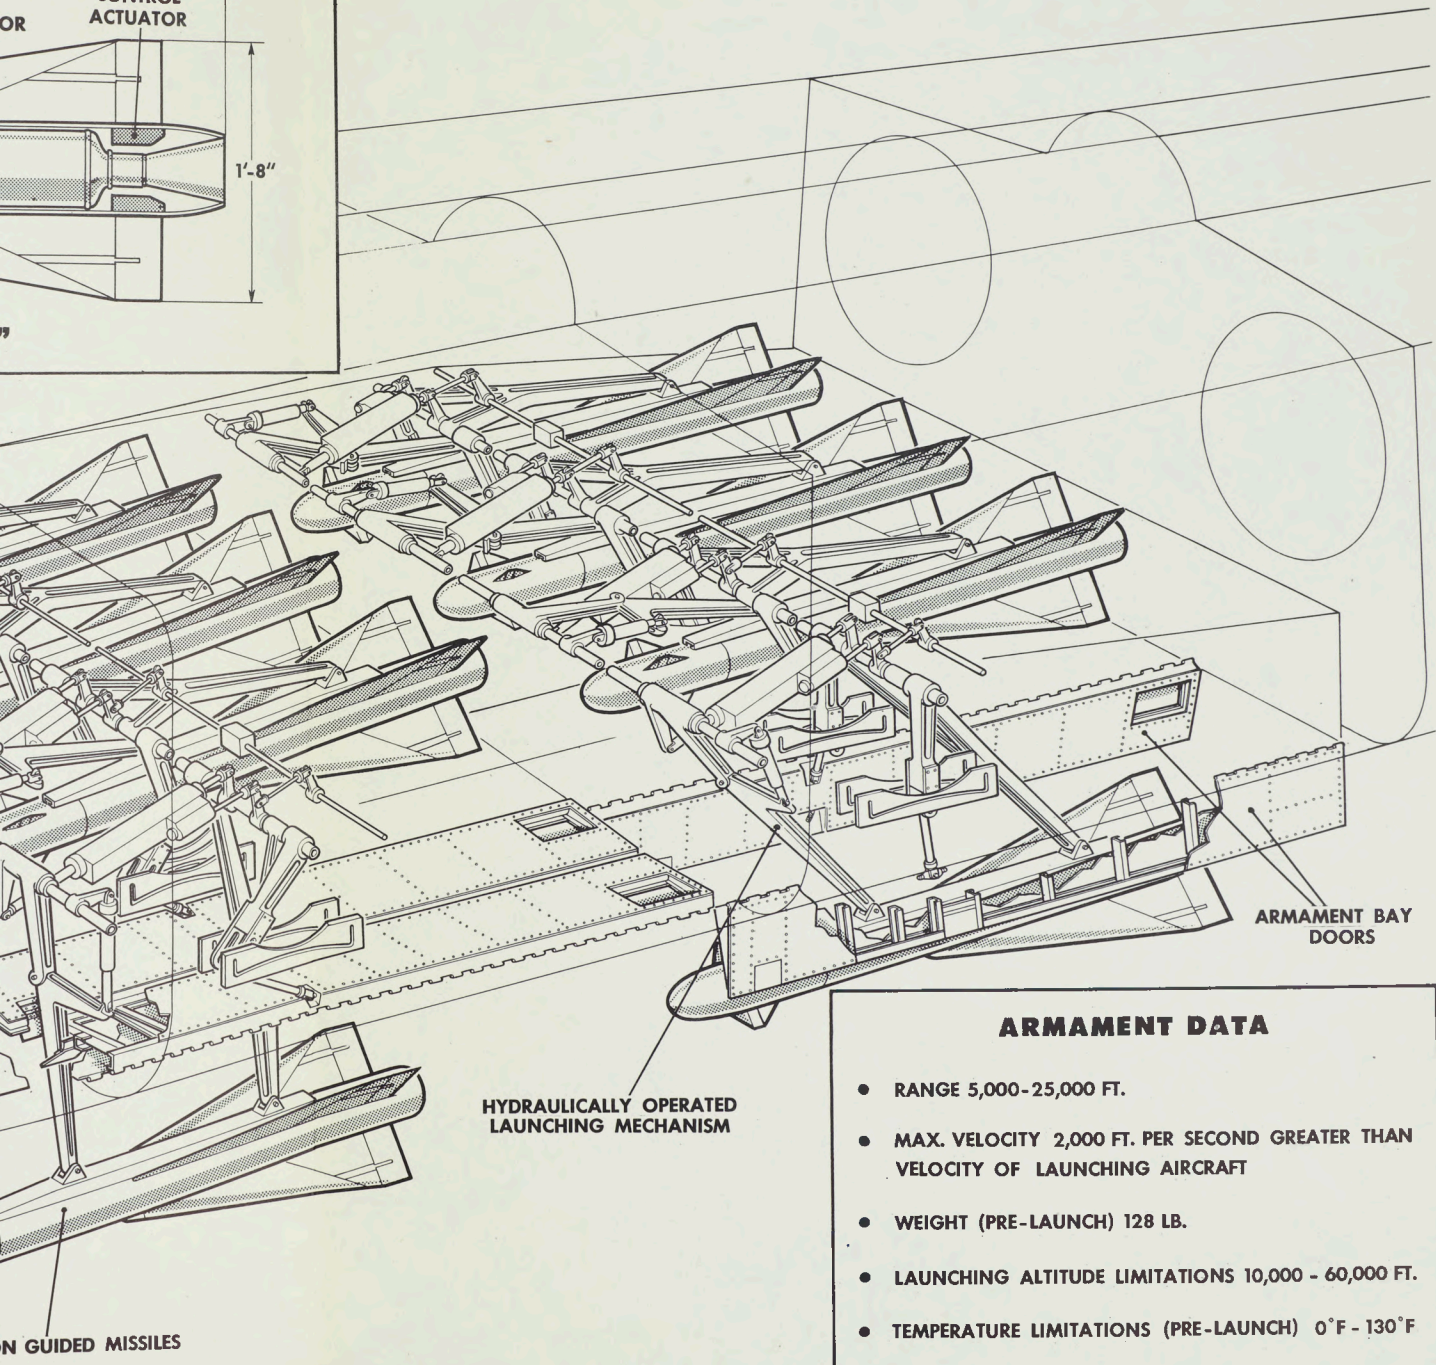 ACTUATOR
1'-8"
HYDRAULICALLY OPERATED
LAUNCHING MECHANISM
ARMAMENT BAY
DOORS
ARMAMENT DATA
• RANGE 5,000-25,000 FT.
• MAX. VELOCITY 2,000 FT. PER SECOND GREATER THAN
VELOCITY OF LAUNCHING AIRCRAFT
• WEIGHT (PRE-LAUNCH) 128 LB.
• LAUNCHING ALTITUDE LIMITATIONS 10,000 - 60,000 FT.
• TEMPERATURE LIMITATIONS (PRE-LAUNCH) 0°F - 130°F
GUIDED MISSILES